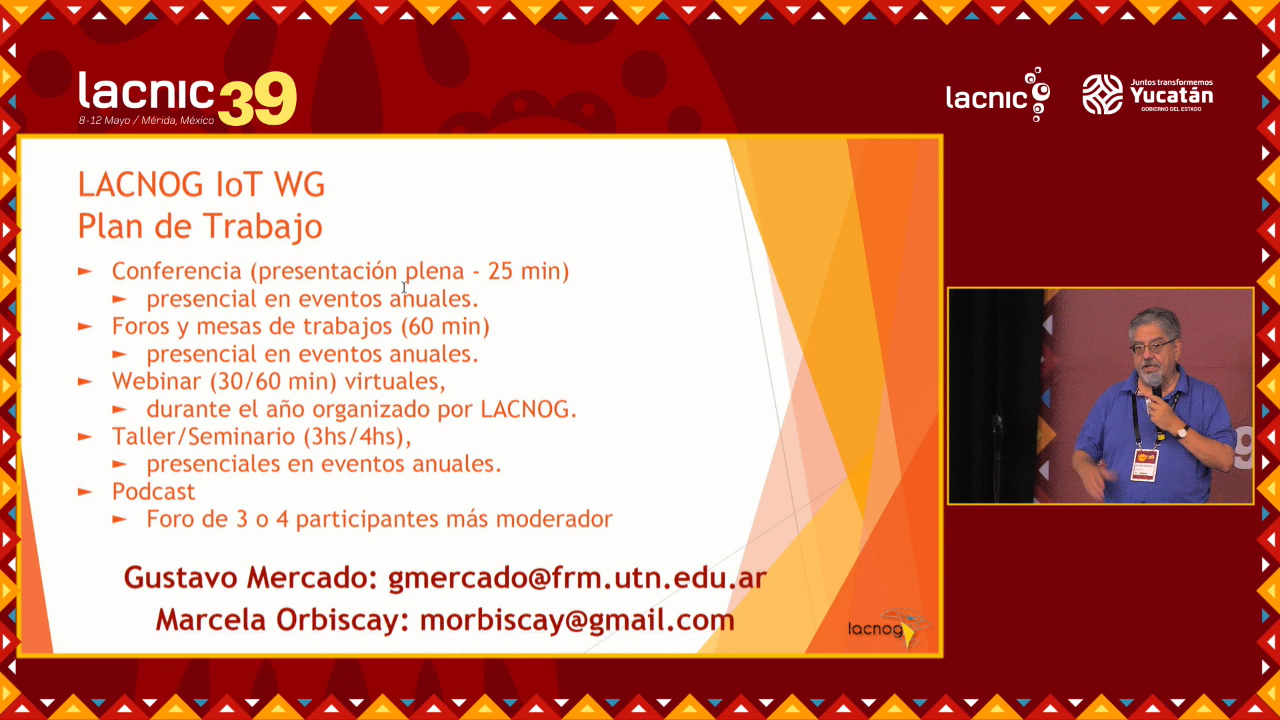 lacnic 39
8-12 Mayo / Mérida, México
lacnic
Juntos transformemos
Yucatán
GOBIERNO DEL ESTADO
LACNOG IoT WG
Plan de Trabajo
► Conferencia (presentación plena - 25 min)
► presencial en eventos anuales.
► Foros y mesas de trabajos (60 min)
► presencial en eventos anuales.
► Webinar (30/60 min) virtuales,
► durante el año organizado por LACNOG.
► Taller/Seminario (3hs/4hs),
► presenciales en eventos anuales.
► Podcast
► Foro de 3 o 4 participantes más moderador
Gustavo Mercado: gmercado@frm.utn.edu.ar
Marcela Orbiscay: morbiscay@gmail.com
lacnog
9